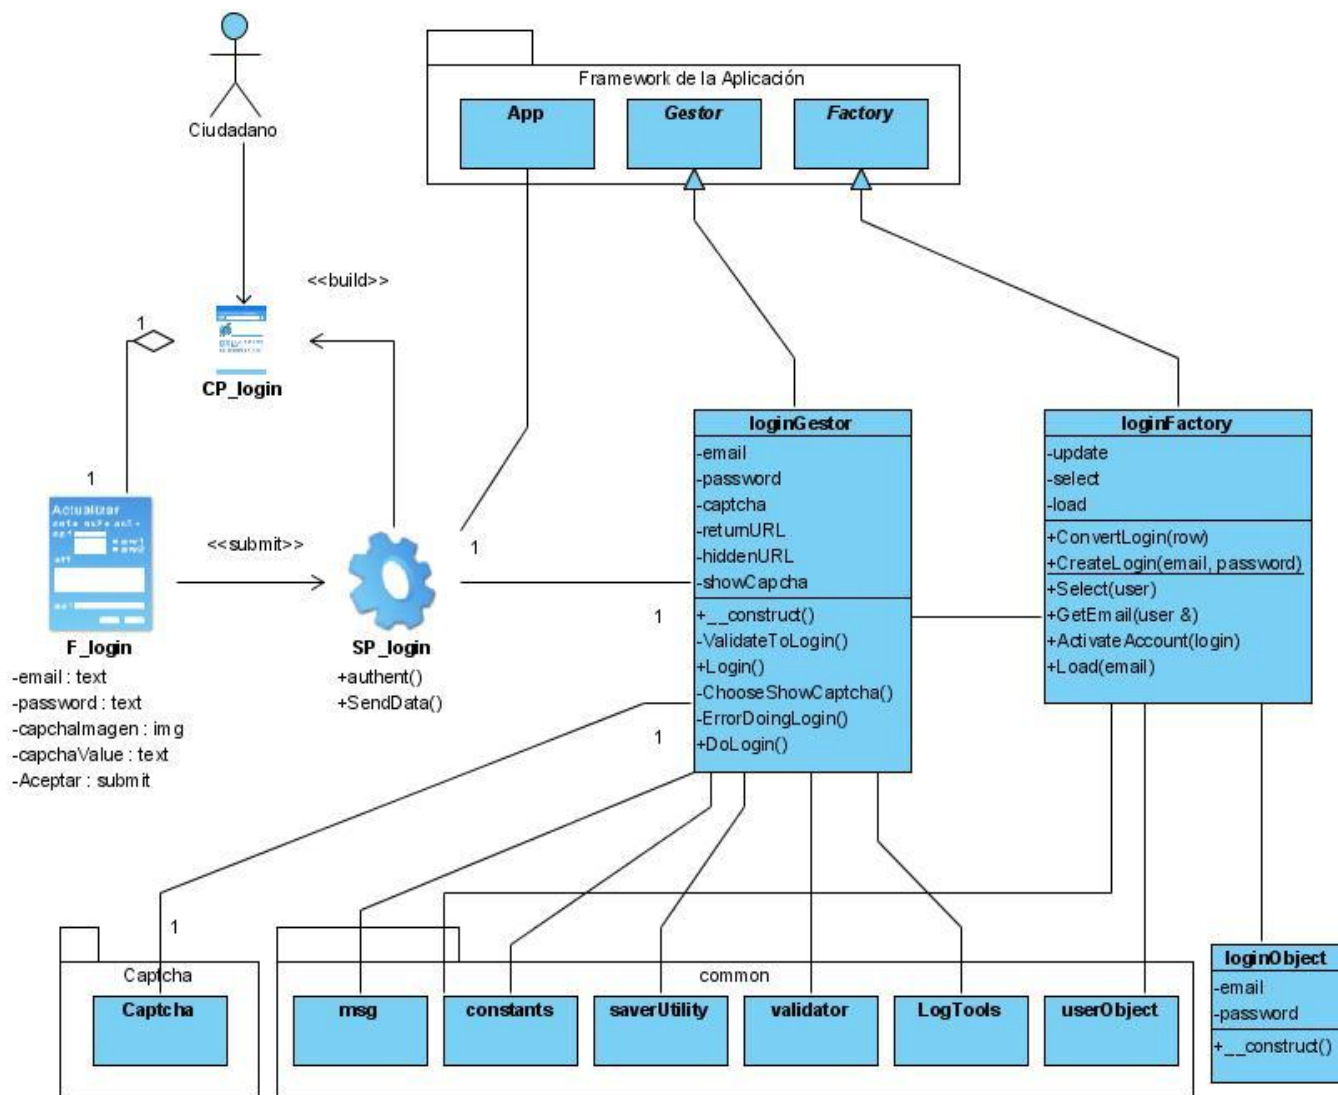 Framework de la Aplicación
App
Gestor
Factory
Ciudadano
<<build>>
1
CP_login
1
Actualizar
<<submit>>
F_login
-email : text
-password : text
-capchaImagen : img
-capchaValue : text
-Aceptar : submit
SP_login
+authent()
+SendData()
1
1
loginGestor
-email
-password
-captcha
-returnURL
-hiddenURL
-showCapcha
+__construct()
-ValidateToLogin()
+Login()
-ChooseShowCaptcha()
-ErrorDoingLogin()
+DoLogin()
1
loginFactory
-update
-select
-load
+ConvertLogin(row)
+CreateLogin(email, password)
+Select(user)
+GetEmail(user &)
+ActivateAccount(login)
+Load(email)
1
Captcha
Captcha
common
msg
constants
saverUtility
validator
LogTools
userObject
loginObject
-email
-password
+__construct()